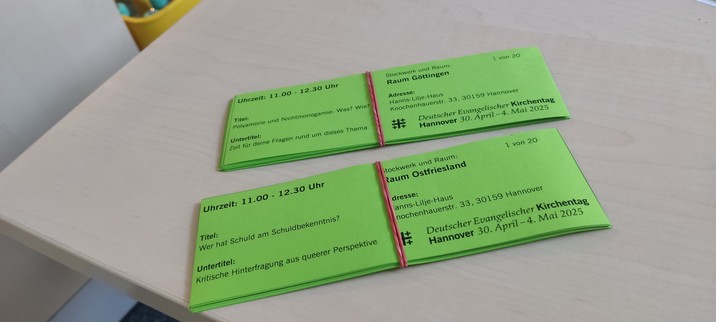 Uhrzeit: 11.00 - 12.30 Uhr
Titel:
Polyamorie und Nichtmonogamie: Was? Wie?
Untertitel:
Zeit für deine Fragen rund um dieses Thema
1 von 20
Stockwerk und Raum:
Raum Göttingen
Adresse:
Hanns-Lilje-Haus
Knochenhauerstr. 33, 30159 Hannover
Deutscher Evangelischer Kirchentag
Hannover 30. April – 4. Mai 2025
Uhrzeit: 11.00 - 12.30 Uhr
Titel:
Wer hat Schuld am Schuldbekenntnis?
Untertitel:
Kritische Hinterfragung aus queerer Perspektive
1 von 20
tockwerk und Raum:
Raum Ostfriesland
dresse:
anns-Lilje-Haus
nochenhauerstr. 33, 30159 Hannover
Deutscher Evangelischer Kirchentag
Hannover 30. April – 4. Mai 2025